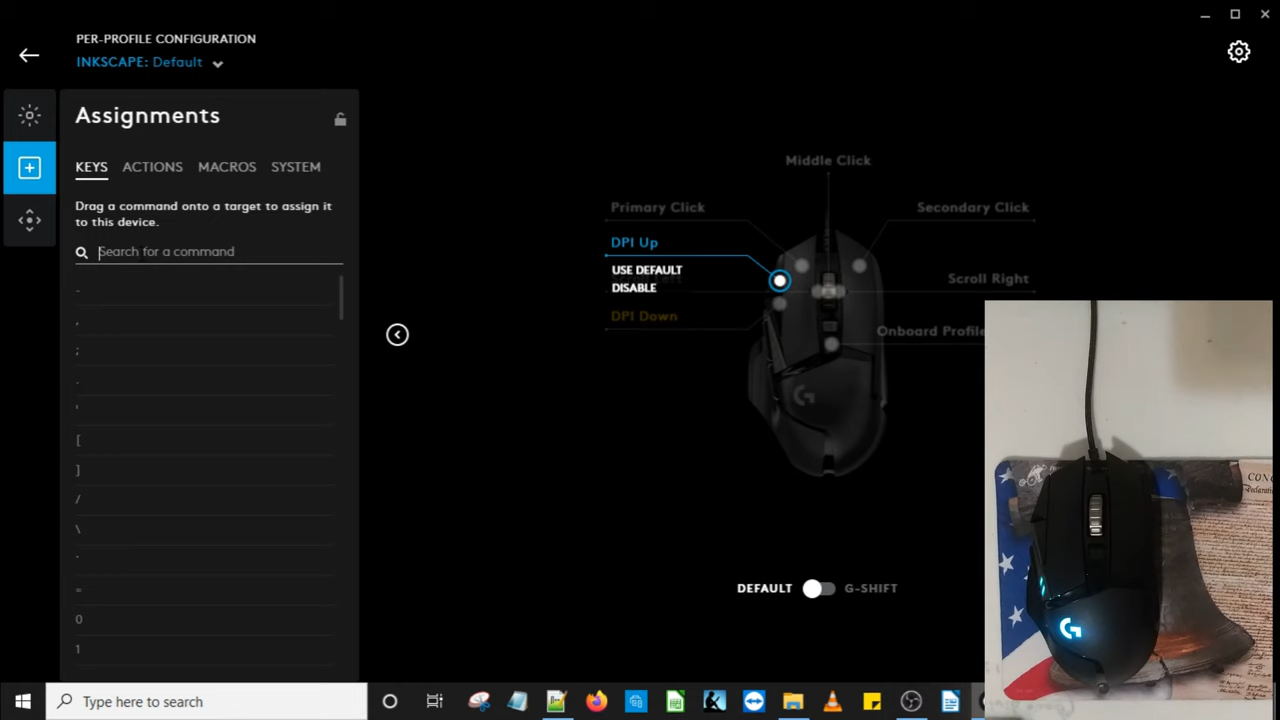 PER-PROFILE CONFIGURATION
INKSCAPE: Default
Assignments
KEYS ACTIONS MACROS SYSTEM
Drag a command onto a target to assign it
to this device.
Search for a command
-
,
;
.
'
[
]
/
\
`
=
0
1
Middle Click
Primary Click
Secondary Click
DPI Up
USE DEFAULT
DISABLE
Scroll Right
DPI Down
Onboard Profile
DEFAULT
G-SHIFT
Type here to search